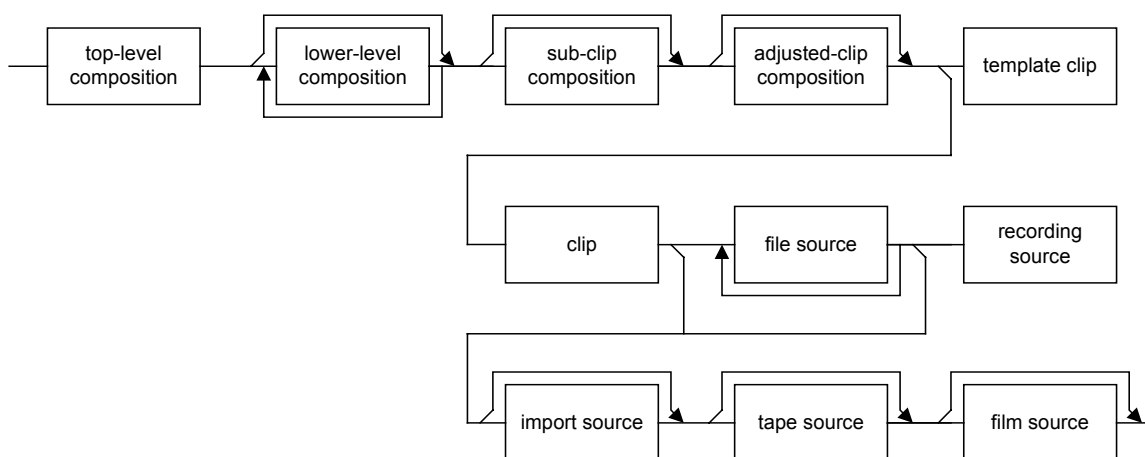 top-level
composition
lower-level
composition
sub-clip
composition
adjusted-clip
composition
template clip
clip
file source
recording
source
import source
tape source
film source